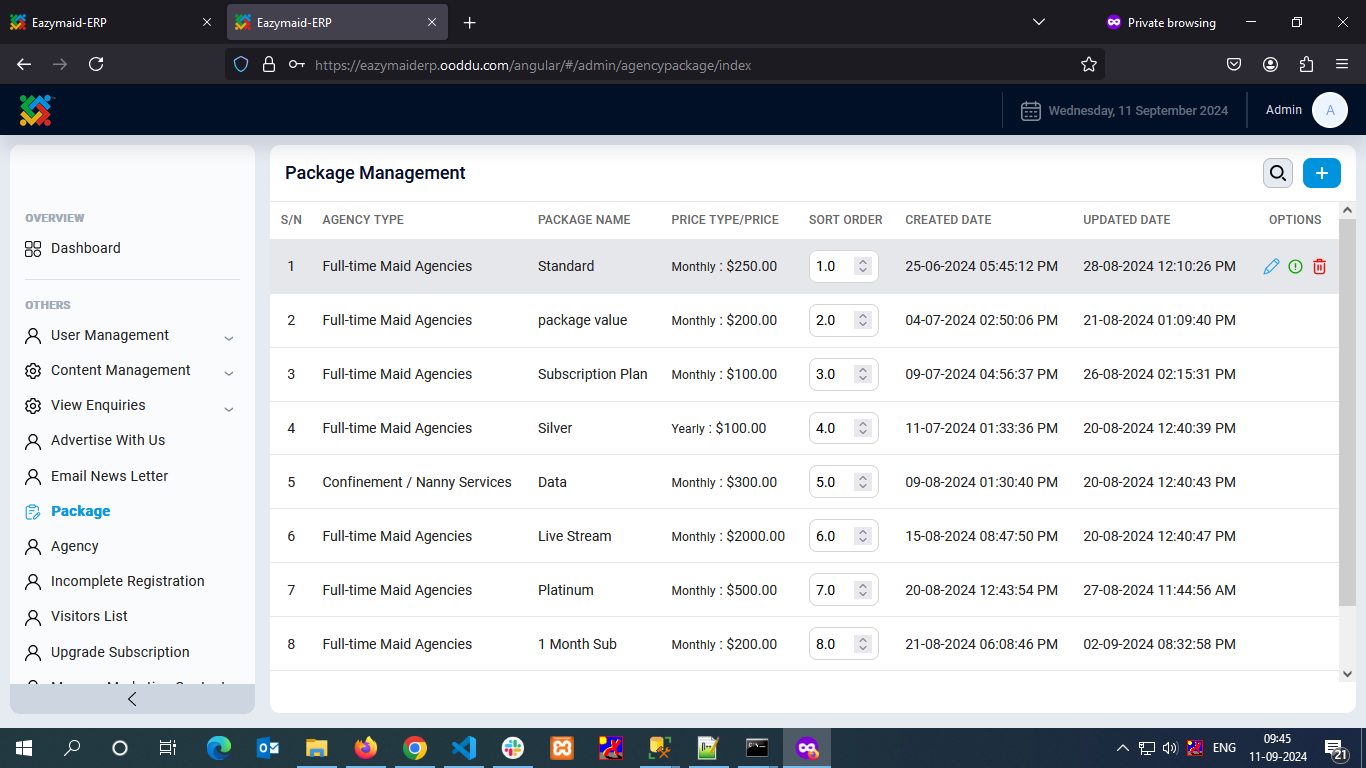 Eazymaid-ERP
Eazymaid-ERP
Private browsing
https://eazymaiderp.ooddu.com/angular/#/admin/agencypackage/index
Wednesday, 11 September 2024
Admin
A
OVERVIEW
Dashboard
OTHERS
User Management
Content Management
View Enquiries
Advertise With Us
Email News Letter
Package
Agency
Incomplete Registration
Visitors List
Upgrade Subscription
Package Management
S/N AGENCY TYPE PACKAGE NAME PRICE TYPE/PRICE SORT ORDER CREATED DATE UPDATED DATE OPTIONS
1 Full-time Maid Agencies Standard Monthly : $250.00 1.0 25-06-2024 05:45:12 PM 28-08-2024 12:10:26 PM
2 Full-time Maid Agencies package value Monthly : $200.00 2.0 04-07-2024 02:50:06 PM 21-08-2024 01:09:40 PM
3 Full-time Maid Agencies Subscription Plan Monthly : $100.00 3.0 09-07-2024 04:56:37 PM 26-08-2024 02:15:31 PM
4 Full-time Maid Agencies Silver Yearly : $100.00 4.0 11-07-2024 01:33:36 PM 20-08-2024 12:40:39 PM
5 Confinement / Nanny Services Data Monthly : $300.00 5.0 09-08-2024 01:30:40 PM 20-08-2024 12:40:43 PM
6 Full-time Maid Agencies Live Stream Monthly : $2000.00 6.0 15-08-2024 08:47:50 PM 20-08-2024 12:40:47 PM
7 Full-time Maid Agencies Platinum Monthly : $500.00 7.0 20-08-2024 12:43:54 PM 27-08-2024 11:44:56 AM
8 Full-time Maid Agencies 1 Month Sub Monthly : $200.00 8.0 21-08-2024 06:08:46 PM 02-09-2024 08:32:58 PM
ENG
09:45
11-09-2024
21